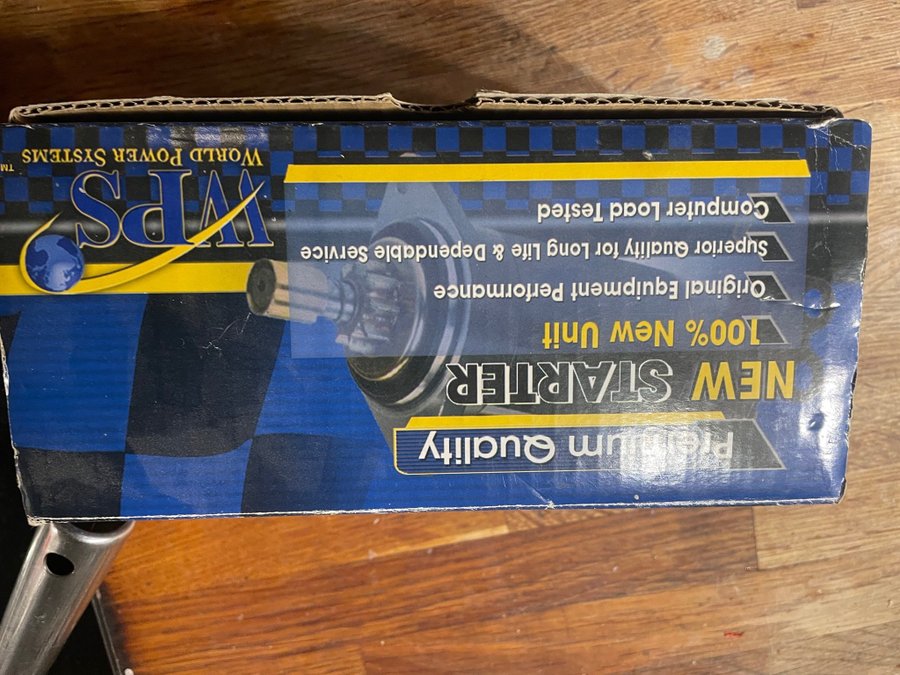 Premium Quality
NEW STARTER
100% New Unit
Original Equipment Performance
Superior Quality for Long Life & Dependable Service
Computer Load Tested
WPS
WORLD POWER SYSTEMS™